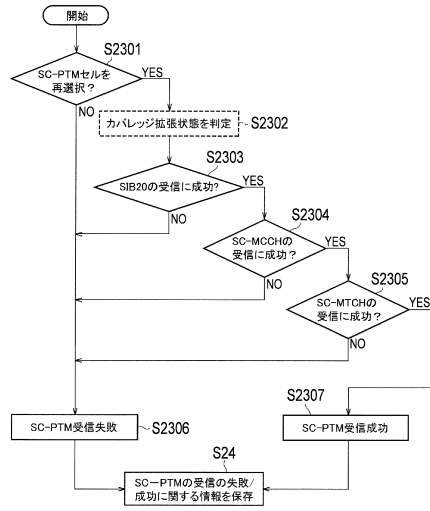 開始
S2301
SC-PTMセルを
再選択?
YES
NO
カバレッジ拡張状態を判定
S2302
S2303
SIB20の受信に成功?
YES
NO
S2304
SC-MCCHの
受信に成功?
YES
NO
S2305
SC-MTCHの
受信に成功?
YES
NO
SC-PTM受信失敗
S2306
S2307
SC-PTM受信成功
S24
SC-PTMの受信の失敗/
成功に関する情報を保存